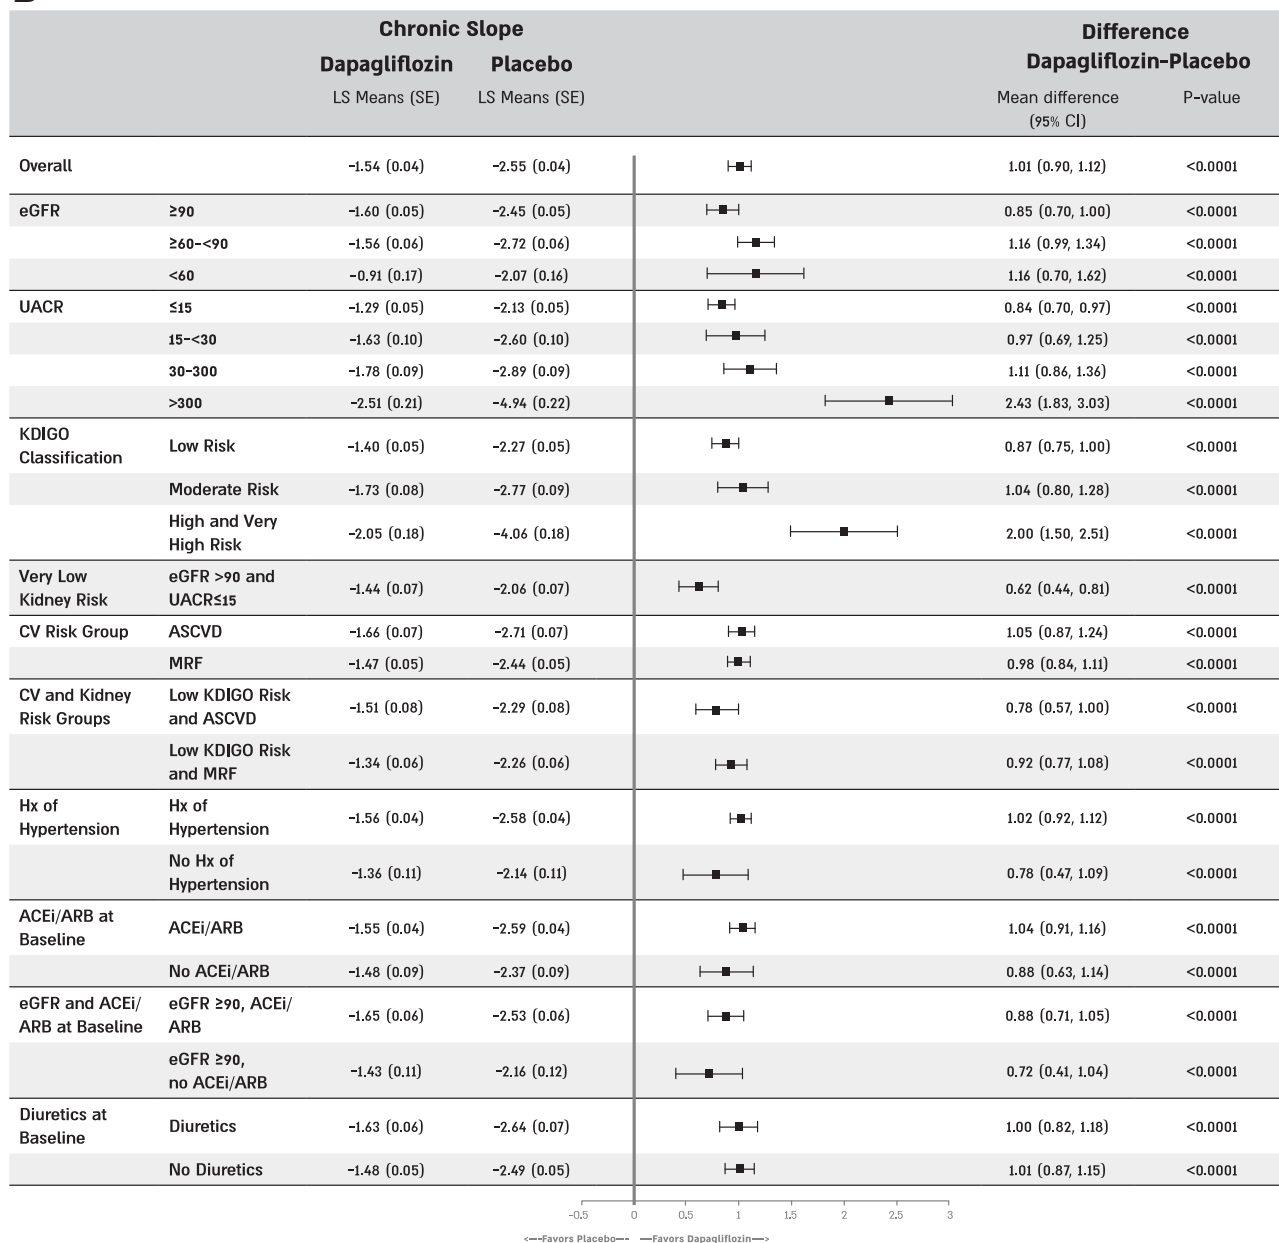 Chronic Slope
Difference
Dapagliflozin-Placebo
Dapagliflozin Placebo
LS Means (SE) LS Means (SE) Mean difference P-value
(95% CI)
Overall −1.54 (0.04) −2.55 (0.04) 1.01 (0.90, 1.12) <0.0001
eGFR ≥90 −1.60 (0.05) −2.45 (0.05) 0.85 (0.70, 1.00) <0.0001
≥60-<90 −1.56 (0.06) −2.72 (0.06) 1.16 (0.99, 1.34) <0.0001
<60 −0.91 (0.17) −2.07 (0.16) 1.16 (0.70, 1.62) <0.0001
UACR ≤15 −1.29 (0.05) −2.13 (0.05) 0.84 (0.70, 0.97) <0.0001
15-<30 −1.63 (0.10) −2.60 (0.10) 0.97 (0.69, 1.25) <0.0001
30-300 −1.78 (0.09) −2.89 (0.09) 1.11 (0.86, 1.36) <0.0001
>300 −2.51 (0.21) −4.94 (0.22) 2.43 (1.83, 3.03) <0.0001
KDIGO
Classification Low Risk −1.40 (0.05) −2.27 (0.05) 0.87 (0.75, 1.00) <0.0001
Moderate Risk −1.73 (0.08) −2.77 (0.09) 1.04 (0.80, 1.28) <0.0001
High and Very
High Risk −2.05 (0.18) −4.06 (0.18) 2.00 (1.50, 2.51) <0.0001
Very Low eGFR >90 and
Kidney Risk UACR≤15 −1.44 (0.07) −2.06 (0.07) 0.62 (0.44, 0.81) <0.0001
CV Risk Group ASCVD −1.66 (0.07) −2.71 (0.07) 1.05 (0.87, 1.24) <0.0001
MRF −1.47 (0.05) −2.44 (0.05) 0.98 (0.84, 1.11) <0.0001
CV and Kidney Low KDIGO Risk
Risk Groups and ASCVD −1.51 (0.08) −2.29 (0.08) 0.78 (0.57, 1.00) <0.0001
Low KDIGO Risk
and MRF −1.34 (0.06) −2.26 (0.06) 0.92 (0.77, 1.08) <0.0001
Hx of Hx of
Hypertension Hypertension −1.56 (0.04) −2.58 (0.04) 1.02 (0.92, 1.12) <0.0001
No Hx of
Hypertension −1.36 (0.11) −2.14 (0.11) 0.78 (0.47, 1.09) <0.0001
ACEi/ARB at
Baseline ACEi/ARB −1.55 (0.04) −2.59 (0.04) 1.04 (0.91, 1.16) <0.0001
No ACEi/ARB −1.48 (0.09) −2.37 (0.09) 0.88 (0.63, 1.14) <0.0001
eGFR and ACEi/ eGFR ≥90, ACEi/
ARB at Baseline ARB −1.65 (0.06) −2.53 (0.06) 0.88 (0.71, 1.05) <0.0001
eGFR ≥90,
no ACEi/ARB −1.43 (0.11) −2.16 (0.12) 0.72 (0.41, 1.04) <0.0001
Diuretics at
Baseline Diuretics −1.63 (0.06) −2.64 (0.07) 1.00 (0.82, 1.18) <0.0001
No Diuretics −1.48 (0.05) −2.49 (0.05) 1.01 (0.87, 1.15) <0.0001
-0.5 0 0.5 1 1.5 2 2.5 3
<---Favors Placebo-- —Favors Dapagliflozin—>